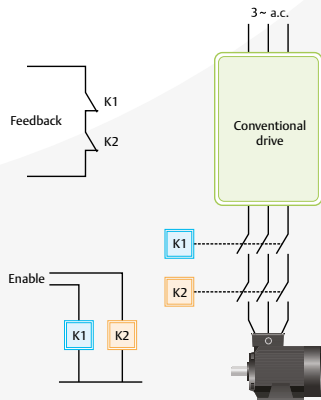 3~ a.c.
K1
Feedback
K2
Conventional
drive
K1
K2
Enable
K1
K2